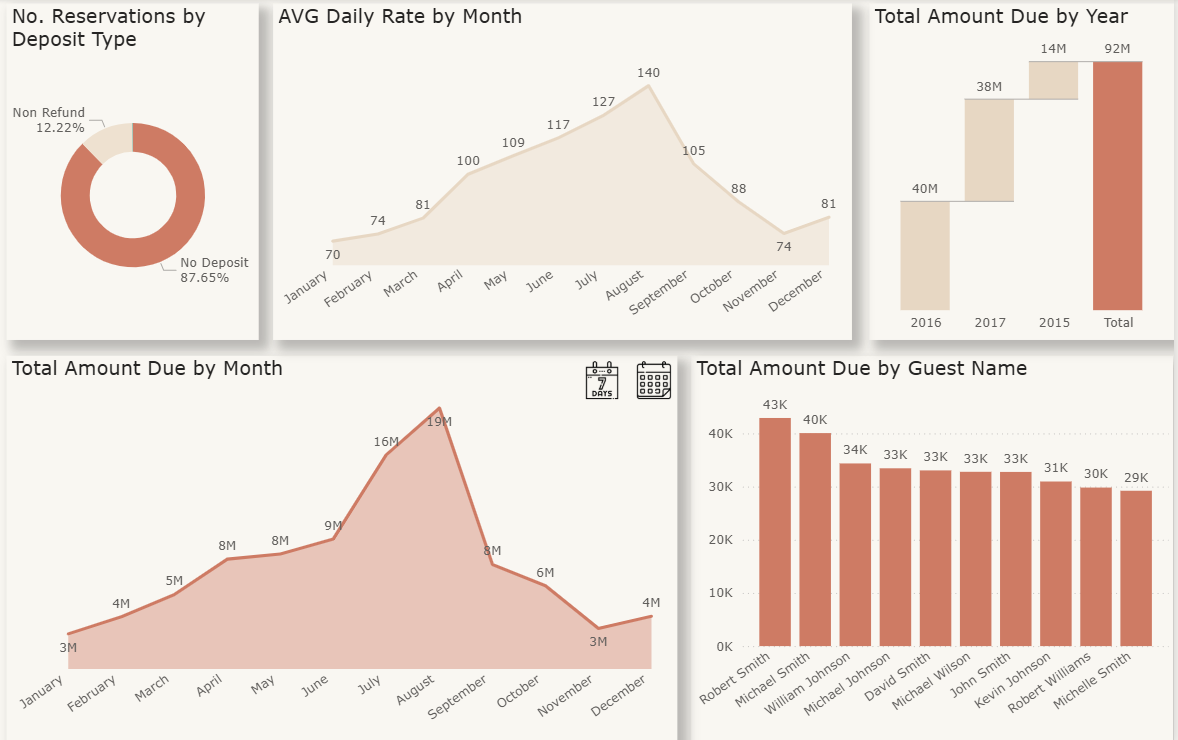 No. Reservations by
Deposit Type
Non Refund
12.22%
No Deposit
87.65%
AVG Daily Rate by Month
70
74
81
100
109
117
127
140
105
88
74
81
January
February
March
April
May
June
July
August
September
October
November
December
Total Amount Due by Year
40M
38M
14M
92M
2016
2017
2015
Total
Total Amount Due by Month
7
DAYS
3M
4M
5M
8M
8M
9M
16M
19M
8M
6M
3M
4M
January
February
March
April
May
June
July
August
September
October
November
December
Total Amount Due by Guest Name
40K
30K
20K
10K
0K
43K
40K
34K
33K
33K
33K
33K
31K
30K
29K
Robert Smith
Michael Smith
William Johnson
Michael Johnson
David Smith
Michael Wilson
John Smith
Kevin Johnson
Robert Williams
Michelle Smith